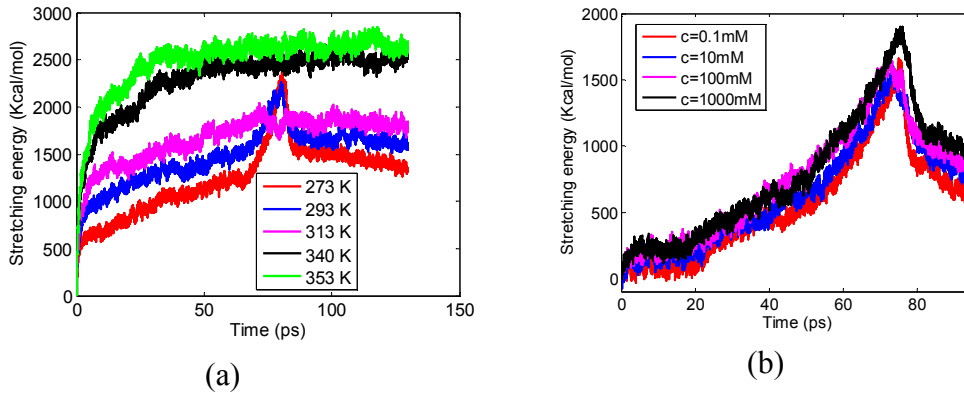 3000
2500
2000
1500
1000
500
0
Stretching energy (Kcal/mol)
273 K
293 K
313 K
340 K
353 K
0 50 100 150
Time (ps)
(a)
2000
1500
1000
500
0
Stretching energy (Kcal/mol)
c=0.1mM
c=10mM
c=100mM
c=1000mM
0 20 40 60 80
Time (ps)
(b)